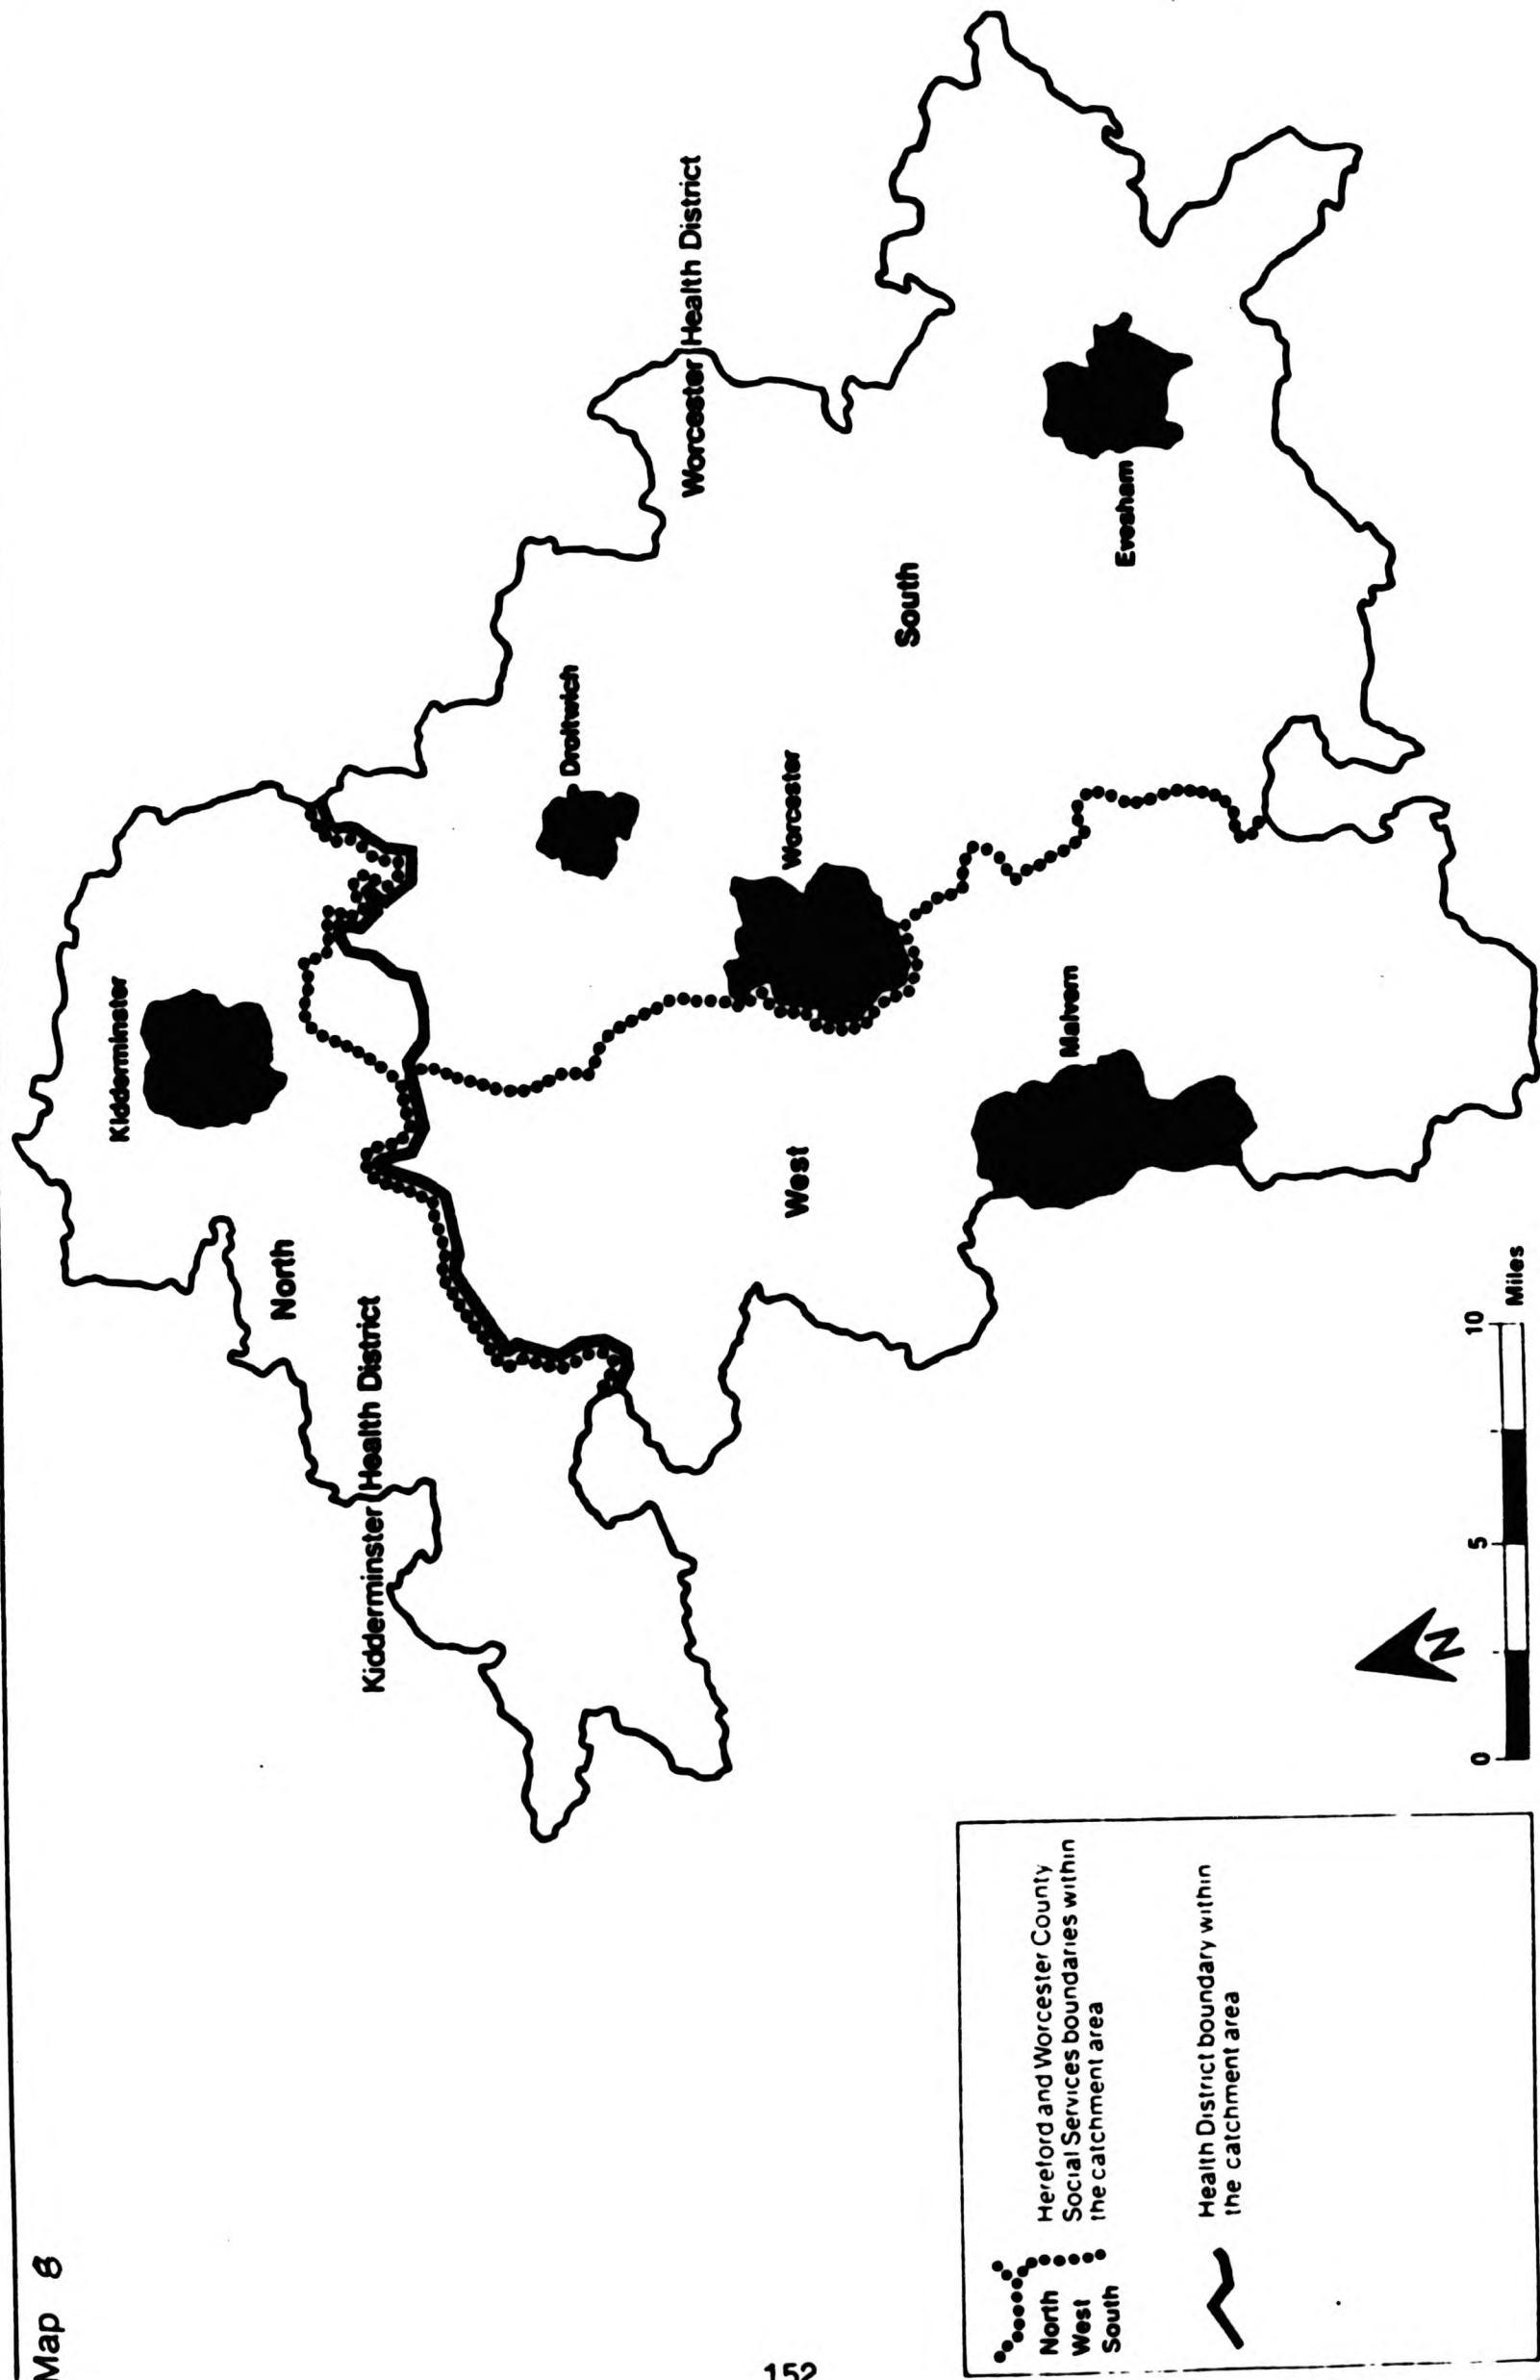 Map 8
Kidderminster
North
Kidderminster Health District
Droitwich
Worcester Health District
Worcester
West
South
Malvern
Evesham
0 5 10
Miles
N
North
West
South
Hereford and Worcester County
Social Services boundaries within
the catchment area
Health District boundary within
the catchment area
152